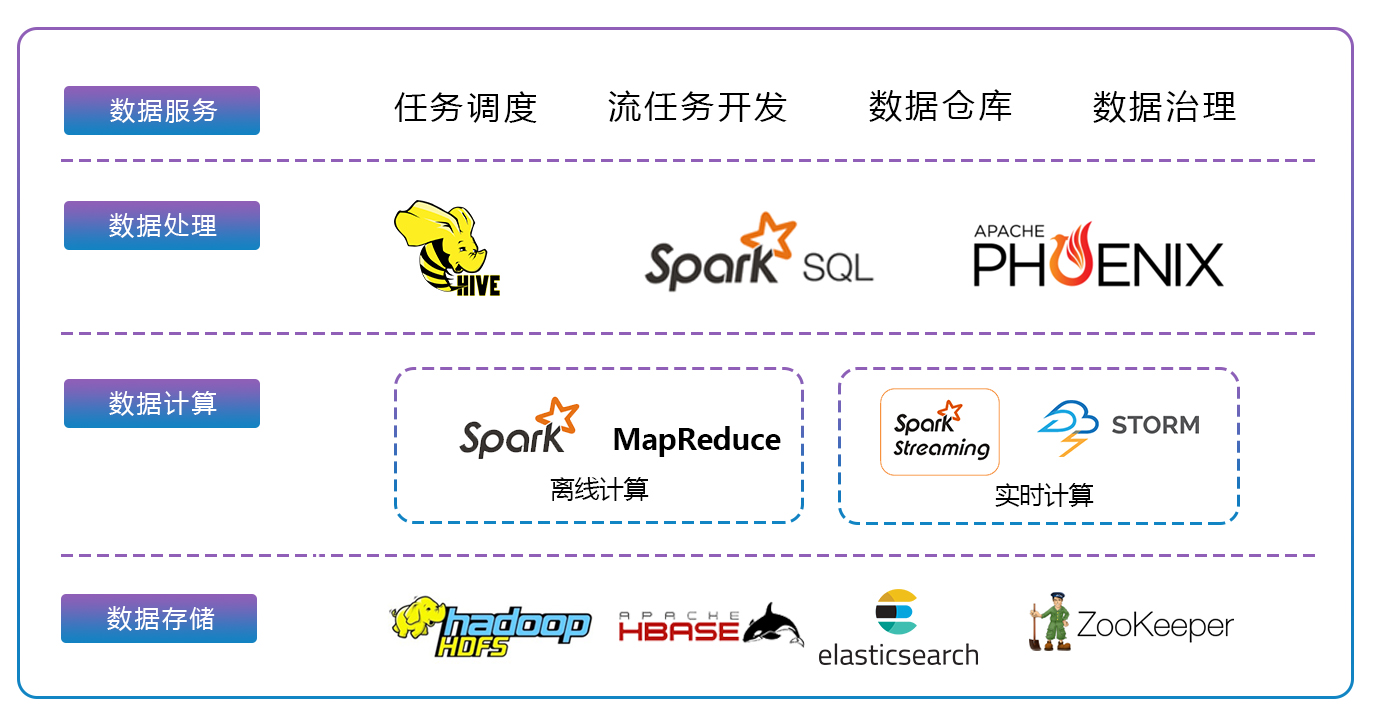 数据服务
任务调度
流任务开发
数据仓库
数据治理
数据处理
HIVE
Spark SQL
APACHE
PHOENIX
数据计算
Spark
MapReduce
离线计算
Spark
Streaming
STORM
实时计算
数据存储
hadoop
HDFS
APACHE
HBASE
elasticsearch
ZooKeeper